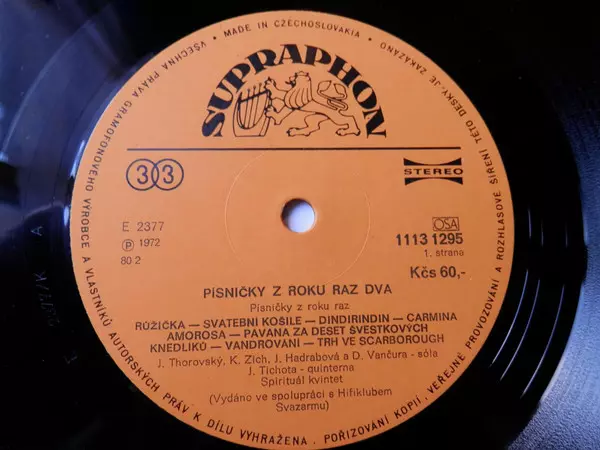 MADE IN CZECHOSLOVAKIA
VŠECHNA PRÁVA GRAMOFONOVÉHO VÝROBCE A VLASTNÍKŮ AUTORSKÝCH PRÁV K DÍLU VYHRAŽENA. POŘIZOVÁNÍ KOPIÍ, VEŘEJNÉ PROVOZOVÁNÍ A ROZHLASOVÉ ŠÍŘENÍ TÉTO DESKY JE ZAKÁZÁNO
SUPRAPHON
33
STEREO
E 2377
Ⓟ 1972
80 2
OSA
1113 1295
1. strana
Kčs 60,-
PÍSNIČKY Z ROKU RAZ DVA
Písničky z roku raz
RŮŽIČKA — SVATEBNÍ KOŠILE — DINDIRINDIN — CARMINA
AMOROSA — PAVANA ZA DESET ŠVESTKOVÝCH
KNEDLÍKŮ — VANDROVÁNÍ — TRH VE SCARBOROUGH
J. Thorovský, K. Zich, J. Hadrabová a D. Vančura - sóla
J. Tichota - quinterna
Spirituál kvintet
(Vydáno ve spolupráci s Hifiklubem
Svazarmu)